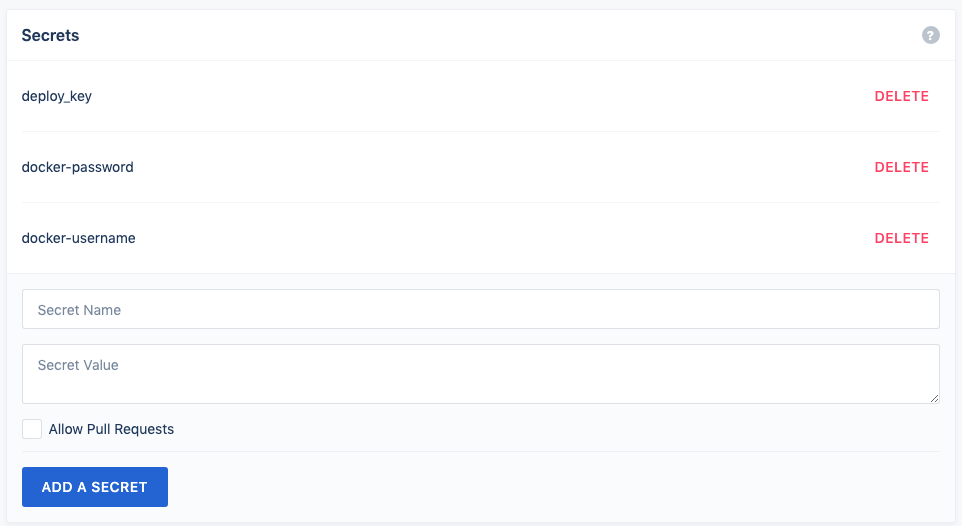 Secrets
?
deploy_key DELETE
docker-password DELETE
docker-username DELETE
Secret Name
Secret Value
Allow Pull Requests
ADD A SECRET